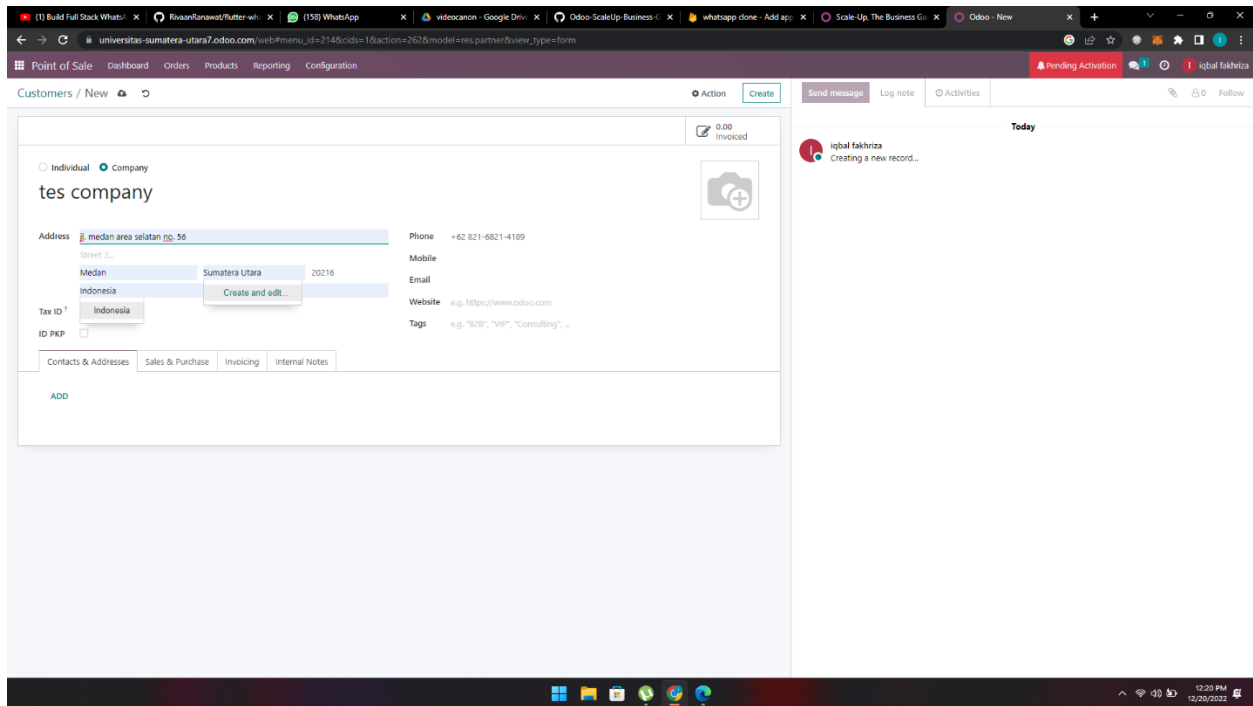 (1) Build Full Stack Whats
RivaanRanawat/flutter-wh
(158) WhatsApp
videocanon - Google Driv
Odoo-ScaleUp-Business-G
whatsapp clone - Add app
Scale-Up, The Business Ga
Odoo - New
universitas-sumatera-utara7.odoo.com/web#menu_id=214&cids=1&action=262&model=res.partner&view_type=form
Point of Sale Dashboard Orders Products Reporting Configuration
Pending Activation 1 I iqbal fakhriza
Customers / New
Action Create
Send message Log note Activities 0 Follow
0.00
Invoiced
Today
I iqbal fakhriza
Creating a new record...
Individual Company
tes company
Address jl. medan area selatan no. 56
Street 2...
Medan Sumatera Utara 20216
Indonesia Create and edit...
Tax ID ? Indonesia
ID PKP
Phone +62 821-6821-4189
Mobile
Email
Website e.g. https://www.odoo.com
Tags e.g. "B2B", "VIP", "Consulting", ...
Contacts & Addresses Sales & Purchase Invoicing Internal Notes
ADD
12:20 PM
12/20/2022